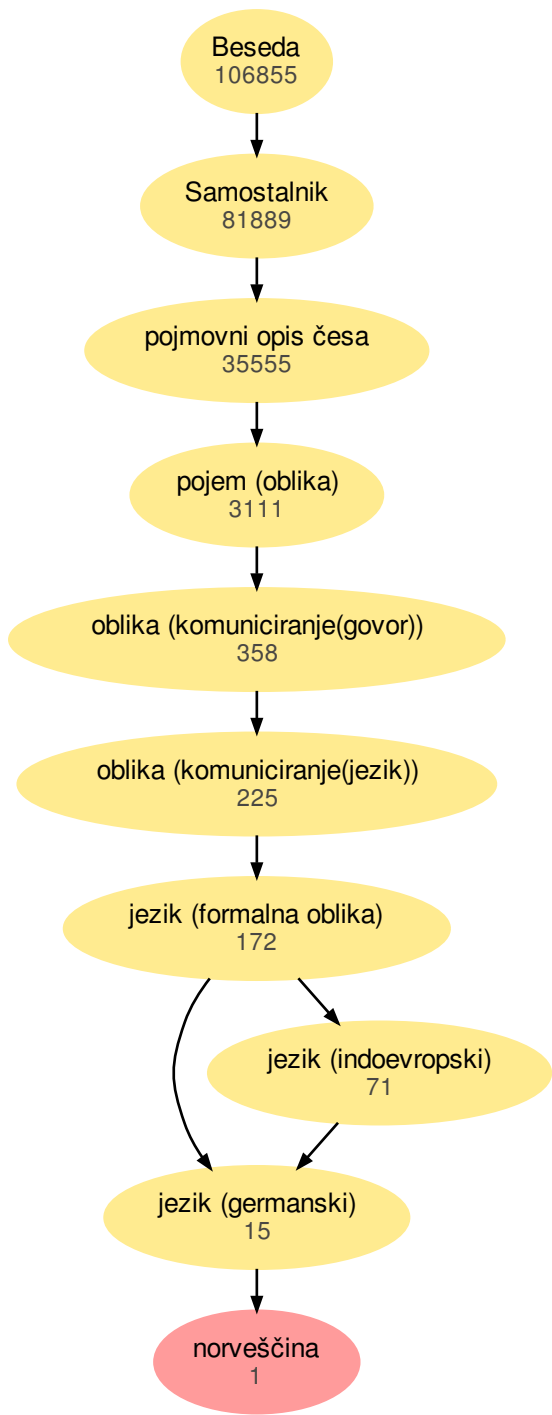 Beseda
106855
Samostalnik
81889
pojmovni opis česa
35555
pojem (oblika)
3111
oblika (komuniciranje(govor))
358
oblika (komuniciranje(jezik))
225
jezik (formalna oblika)
172
jezik (indoevropski)
71
jezik (germanski)
15
norveščina
1